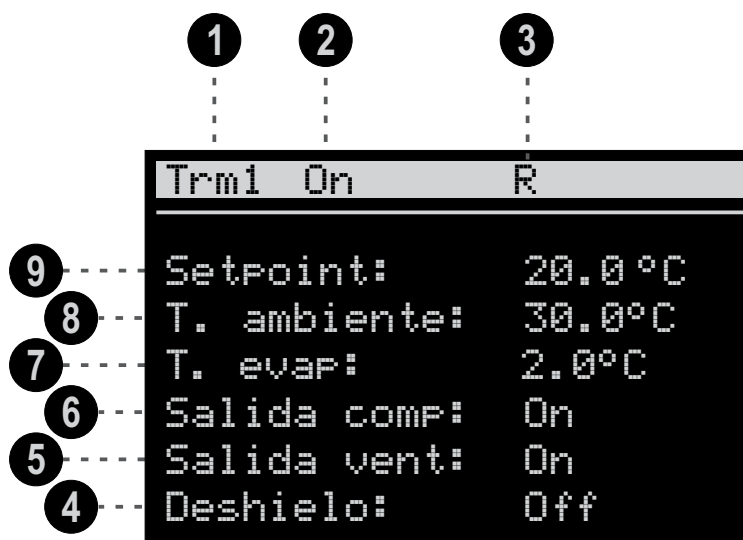 1 2 3
Trm1 On R
9 Setpoint: 20.0 °C
8 T. ambiente: 30.0°C
7 T. evap: 2.0°C
6 Salida comp: On
5 Salida vent: On
4 Deshielo: Off